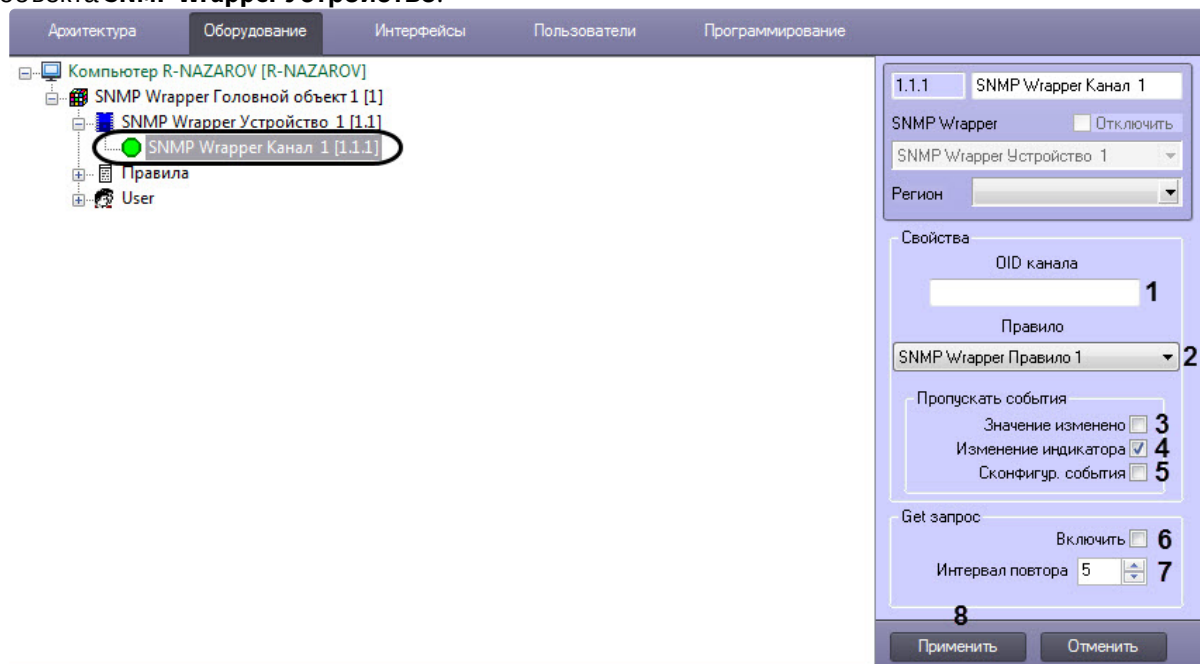 объекта SNMP Wrapper Устройство.
Архитектура Оборудование Интерфейсы Пользователи Программирование
Компьютер R-NAZAROV [R-NAZAROV]
SNMP Wrapper Головной объект 1 [1]
SNMP Wrapper Устройство 1 [1.1]
SNMP Wrapper Канал 1 [1.1.1]
Правила
User
1.1.1 SNMP Wrapper Канал 1
SNMP Wrapper Отключить
SNMP Wrapper Устройство 1
Регион
Свойства
OID канала
1
Правило
SNMP Wrapper Правило 1 2
Пропускать события
Значение изменено 3
Изменение индикатора 4
Сконфигур. события 5
Get запрос
Включить 6
Интервал повтора 5 7
8
Применить Отменить